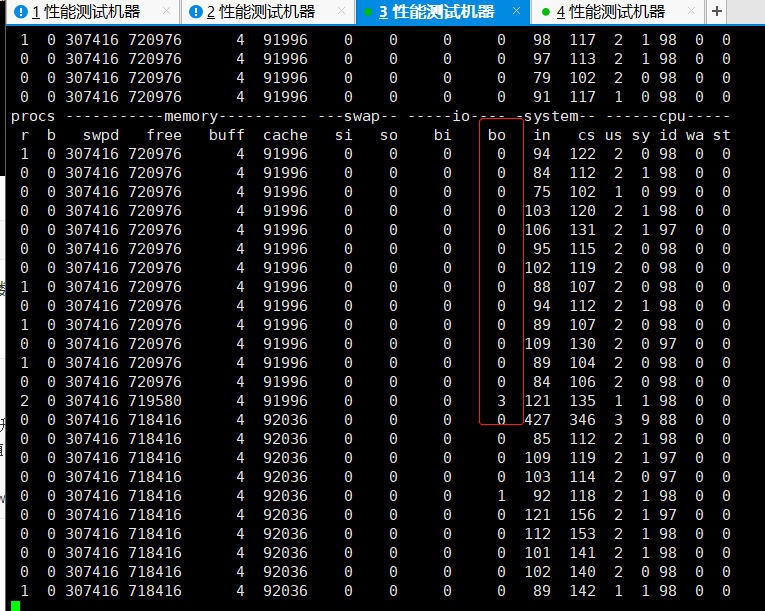 1 性能测试机器 × 2 性能测试机器 × 3 性能测试机器 × 4 性能测试机器 × +
1 0 307416 720976 4 91996 0 0 0 0 98 117 2 1 98 0 0
0 0 307416 720976 4 91996 0 0 0 0 97 113 2 1 98 0 0
0 0 307416 720976 4 91996 0 0 0 0 79 102 2 0 98 0 0
0 0 307416 720976 4 91996 0 0 0 0 91 117 1 0 98 0 0
procs -----------memory---------- ---swap-- -----io---- -system-- ------cpu-----
r b swpd free buff cache si so bi bo in cs us sy id wa st
1 0 307416 720976 4 91996 0 0 0 0 94 122 2 0 98 0 0
0 0 307416 720976 4 91996 0 0 0 0 84 112 2 1 98 0 0
0 0 307416 720976 4 91996 0 0 0 0 75 102 1 0 99 0 0
0 0 307416 720976 4 91996 0 0 0 0 103 120 2 1 98 0 0
0 0 307416 720976 4 91996 0 0 0 0 106 131 2 1 97 0 0
0 0 307416 720976 4 91996 0 0 0 0 95 115 2 0 98 0 0
0 0 307416 720976 4 91996 0 0 0 0 102 119 2 0 98 0 0
1 0 307416 720976 4 91996 0 0 0 0 88 107 2 0 98 0 0
0 0 307416 720976 4 91996 0 0 0 0 94 112 2 1 98 0 0
1 0 307416 720976 4 91996 0 0 0 0 89 107 2 0 98 0 0
0 0 307416 720976 4 91996 0 0 0 0 109 130 2 0 97 0 0
1 0 307416 720976 4 91996 0 0 0 0 89 104 2 0 98 0 0
0 0 307416 720976 4 91996 0 0 0 0 84 106 2 0 98 0 0
2 0 307416 719580 4 91996 0 0 0 3 121 135 1 1 98 0 0
0 0 307416 718416 4 92036 0 0 0 0 427 346 3 9 88 0 0
0 0 307416 718416 4 92036 0 0 0 0 85 112 2 1 98 0 0
0 0 307416 718416 4 92036 0 0 0 0 109 119 2 1 97 0 0
0 0 307416 718416 4 92036 0 0 0 0 103 114 2 0 97 0 0
0 0 307416 718416 4 92036 0 0 0 1 92 118 2 1 98 0 0
0 0 307416 718416 4 92036 0 0 0 0 121 156 2 1 97 0 0
0 0 307416 718416 4 92036 0 0 0 0 112 153 2 1 98 0 0
0 0 307416 718416 4 92036 0 0 0 0 101 141 2 1 98 0 0
0 0 307416 718416 4 92036 0 0 0 0 102 140 2 0 98 0 0
1 0 307416 718416 4 92036 0 0 0 0 89 142 1 1 98 0 0